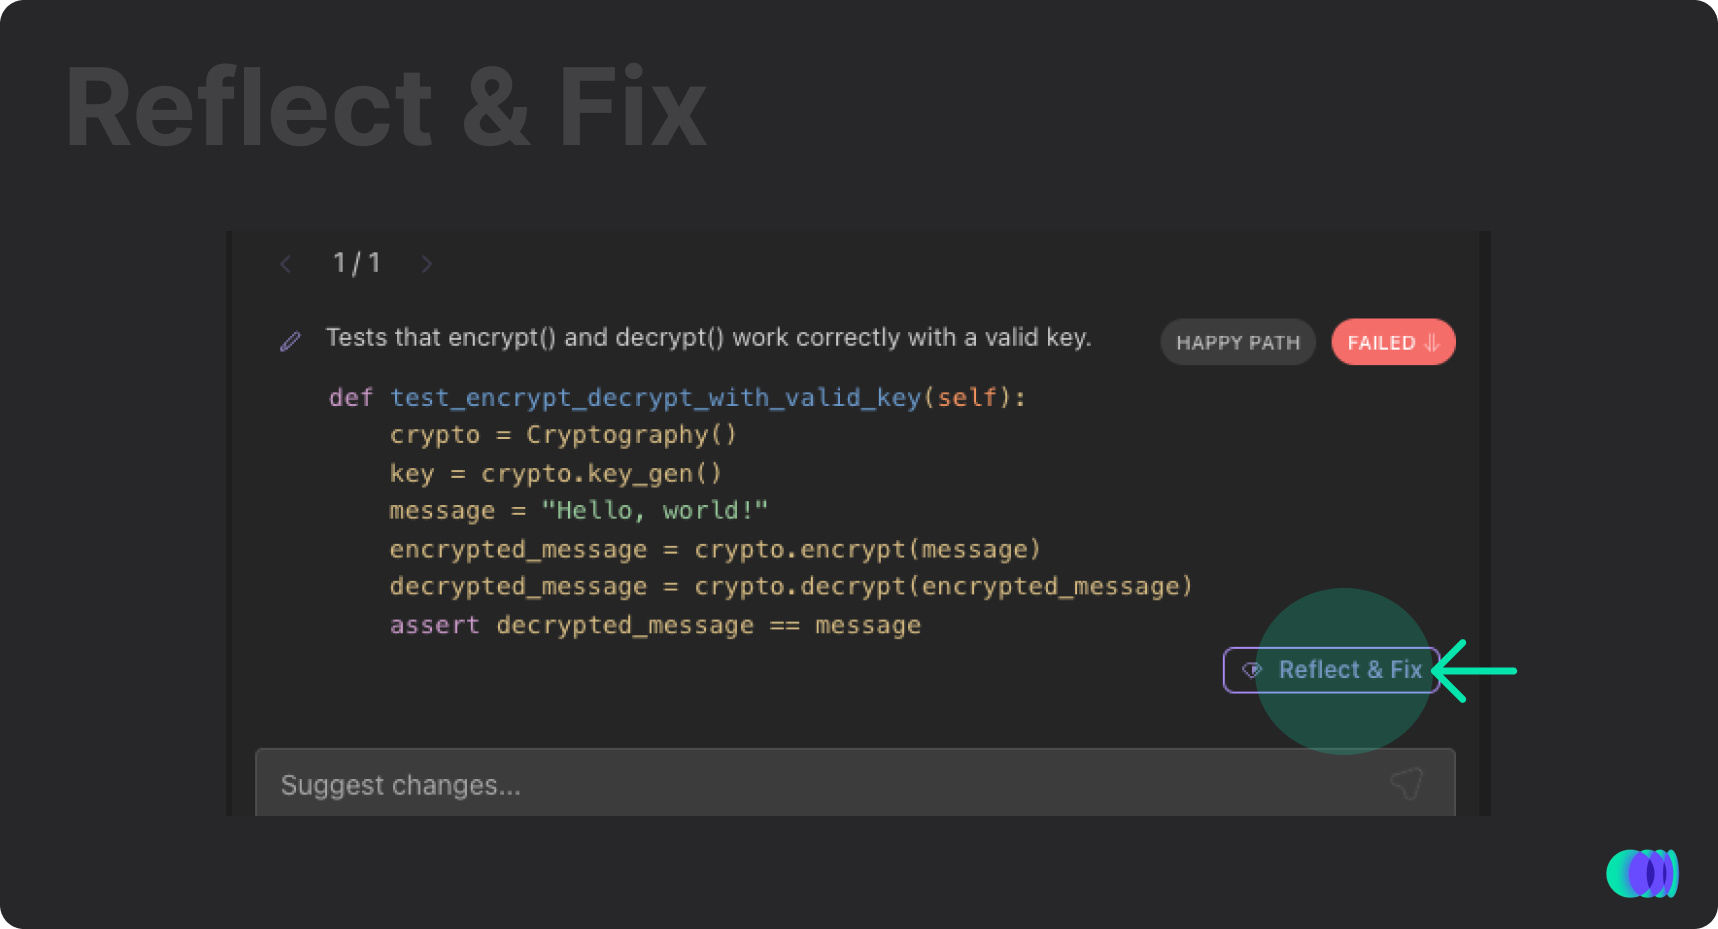 Reflect & Fix
1 / 1
Tests that encrypt() and decrypt() work correctly with a valid key.
HAPPY PATH
FAILED
def test_encrypt_decrypt_with_valid_key(self):
    crypto = Cryptography()
    key = crypto.key_gen()
    message = "Hello, world!"
    encrypted_message = crypto.encrypt(message)
    decrypted_message = crypto.decrypt(encrypted_message)
    assert decrypted_message == message
Reflect & Fix
Suggest changes...